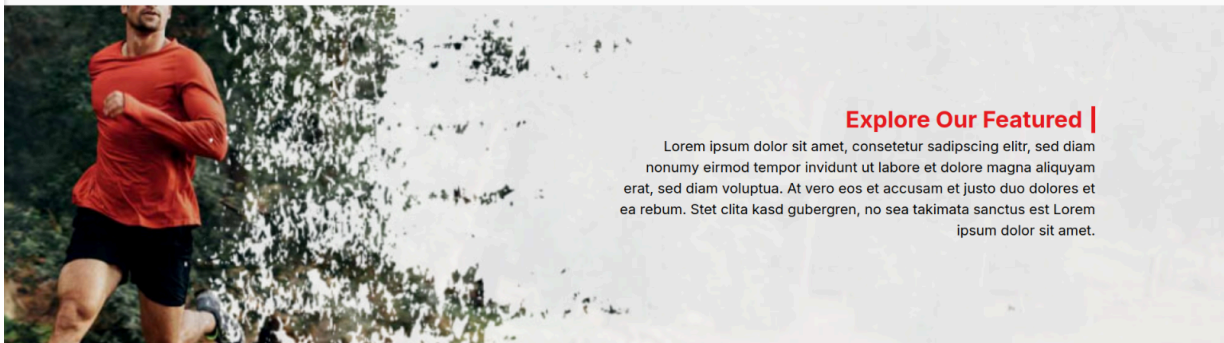 Explore Our Featured
Lorem ipsum dolor sit amet, consetetur sadipscing elitr, sed diam
nonumy eirmod tempor invidunt ut labore et dolore magna aliquyam
erat, sed diam voluptua. At vero eos et accusam et justo duo dolores et
ea rebum. Stet clita kasd gubergren, no sea takimata sanctus est Lorem
ipsum dolor sit amet.